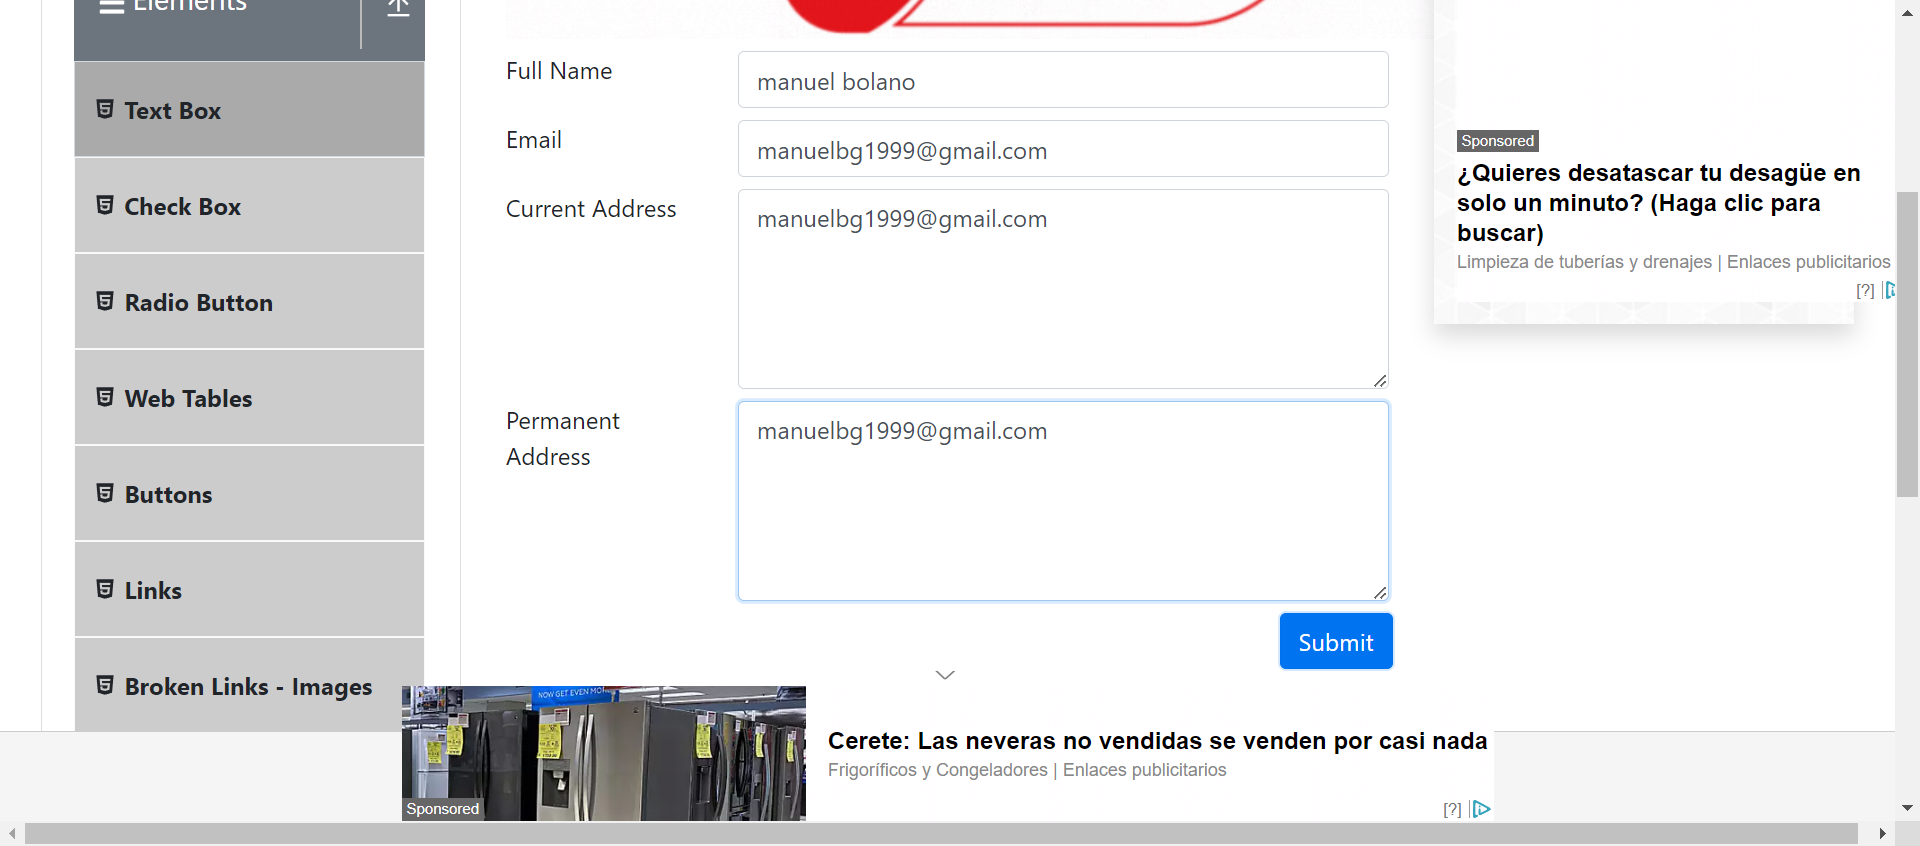 Elements
Text Box
Check Box
Radio Button
Web Tables
Buttons
Links
Broken Links - Images
Full Name
manuel bolano
Email
manuelbg1999@gmail.com
Current Address
manuelbg1999@gmail.com
Permanent
Address
manuelbg1999@gmail.com
Submit
Sponsored
¿Quieres desatascar tu desagüe en
solo un minuto? (Haga clic para
buscar)
Limpieza de tuberías y drenajes | Enlaces publicitarios
[?]
NOW GET EVEN
Sponsored
Cerete: Las neveras no vendidas se venden por casi nada
Frigoríficos y Congeladores | Enlaces publicitarios
[?]